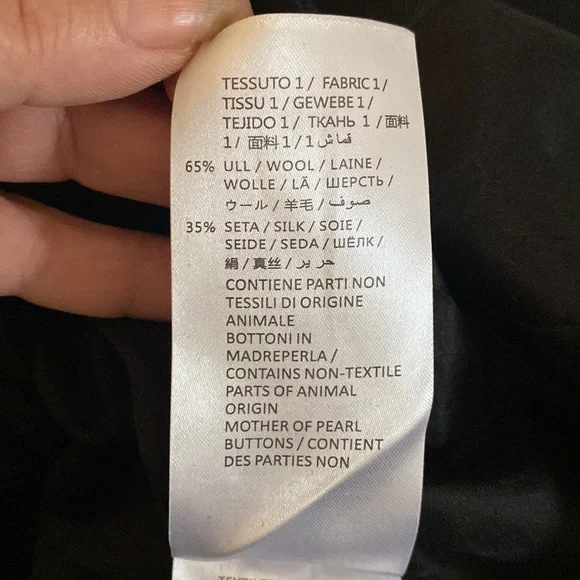 TESSUTO 1 / FABRIC 1 /
TISSU 1 / GEWEBE 1 /
TEJIDO 1 / ТКАНЬ 1 / 面料
1 / 面料 1 / 1 قماش
65% ULL / WOOL / LAINE /
WOLLE / LÃ / ШЕРСТЬ /
ウール / 羊毛 / صوف
35% SETA / SILK / SOIE /
SEIDE / SEDA / ШЁЛК /
絹 / 真丝 / حرير
CONTIENE PARTI NON
TESSILI DI ORIGINE
ANIMALE
BOTTONI IN
MADREPERLA /
CONTAINS NON-TEXTILE
PARTS OF ANIMAL
ORIGIN
MOTHER OF PEARL
BUTTONS / CONTIENT
DES PARTIES NON